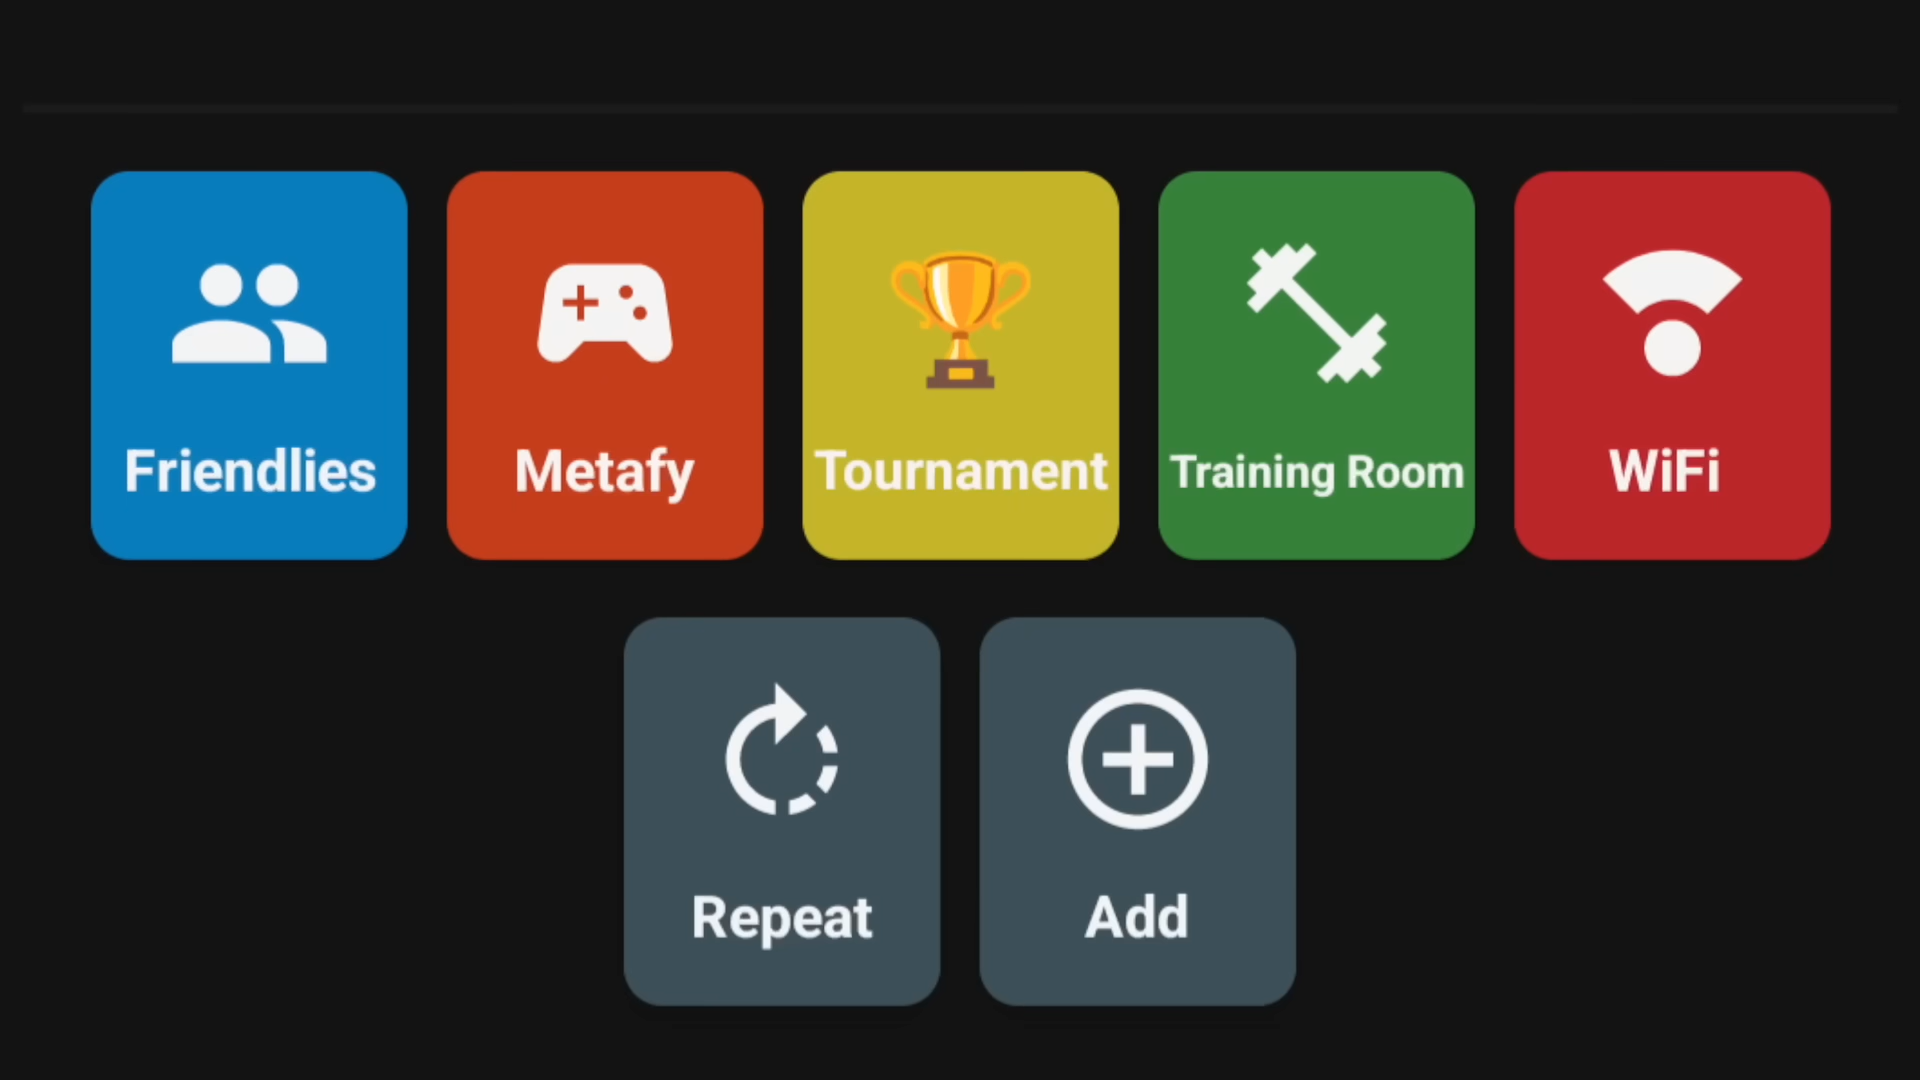 Friendlies
Metafy
Tournament
Training Room
WiFi
Repeat
Add